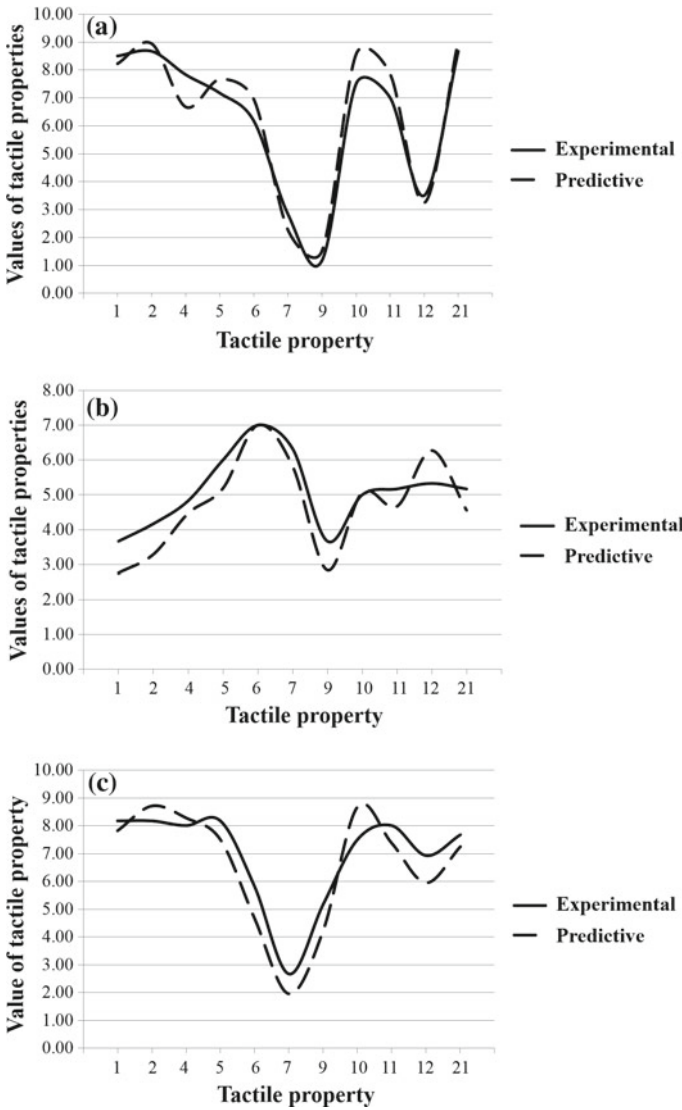 (a)
Values of tactile properties
10.00
9.00
8.00
7.00
6.00
5.00
4.00
3.00
2.00
1.00
0.00
1 2 4 5 6 7 9 10 11 12 21
Tactile property
Experimental
Predictive
(b)
Values of tactile properties
8.00
7.00
6.00
5.00
4.00
3.00
2.00
1.00
0.00
1 2 4 5 6 7 9 10 11 12 21
Tactile property
Experimental
Predictive
(c)
Value of tactile property
10.00
9.00
8.00
7.00
6.00
5.00
4.00
3.00
2.00
1.00
0.00
1 2 4 5 6 7 9 10 11 12 21
Tactile property
Experimental
Predictive